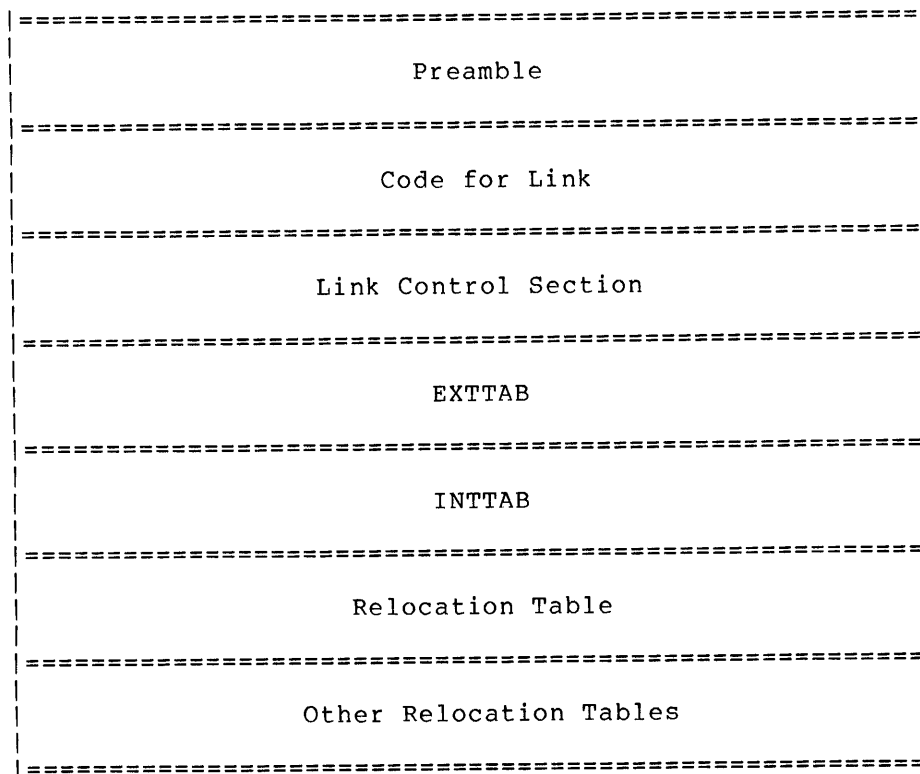 Preamble
Code for Link
Link Control Section
EXTTAB
INTTAB
Relocation Table
Other Relocation Tables